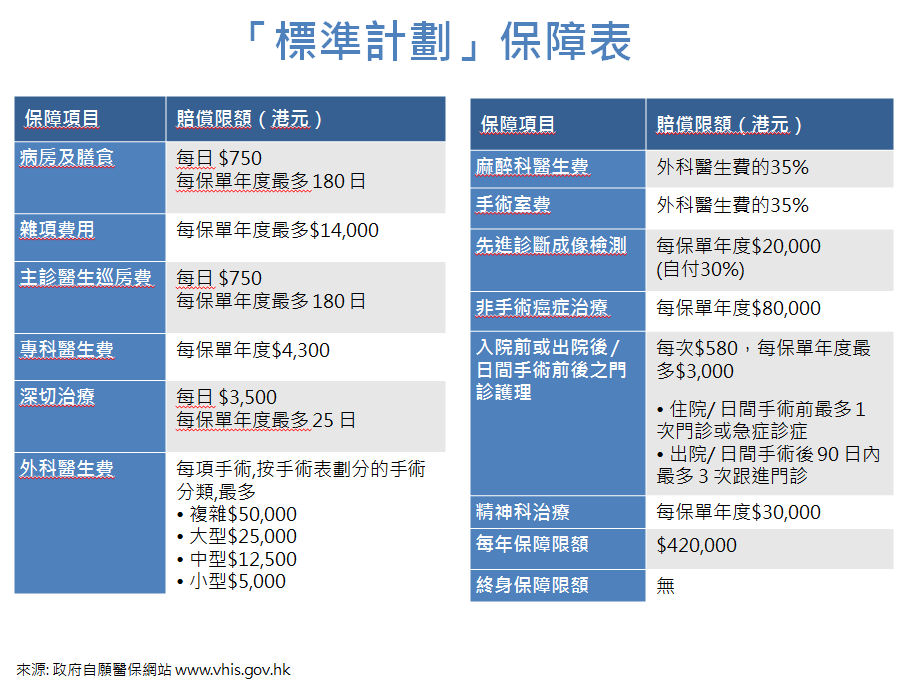 「標準計劃」保障表
保障項目
賠償限額（港元）
病房及膳食
每日 $750
每保單年度最多180 日
雜項費用
每保單年度最多$14,000
主診醫生巡房費
每日 $750
每保單年度最多180 日
專科醫生費
每保單年度$4,300
深切治療
每日 $3,500
每保單年度最多25 日
外科醫生費
每項手術,按手術表劃分的手術
分類,最多
• 複雜$50,000
• 大型$25,000
• 中型$12,500
• 小型$5,000
保障項目
賠償限額（港元）
麻醉科醫生費
外科醫生費的35%
手術室費
外科醫生費的35%
先進診斷成像檢測
每保單年度$20,000
(自付30%)
非手術癌症治療
每保單年度$80,000
入院前或出院後/
日間手術前後之門
診護理
每次$580，每保單年度最
多$3,000
• 住院/ 日間手術前最多1
次門診或急症診症
• 出院/ 日間手術後90 日內
最多 3 次跟進門診
精神科治療
每保單年度$30,000
每年保障限額
$420,000
終身保障限額
無
來源: 政府自願醫保網站 www.vhis.gov.hk